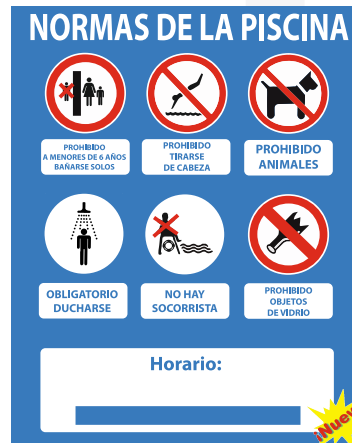 NORMAS DE LA PISCINA
PROHIBIDO
A MENORES DE 6 AÑOS
BAÑARSE SOLOS
PROHIBIDO
TIRARSE
DE CABEZA
PROHIBIDO
ANIMALES
OBLIGATORIO
DUCHARSE
NO HAY
SOCORRISTA
PROHIBIDO
OBJETOS
DE VIDRIO
Horario: